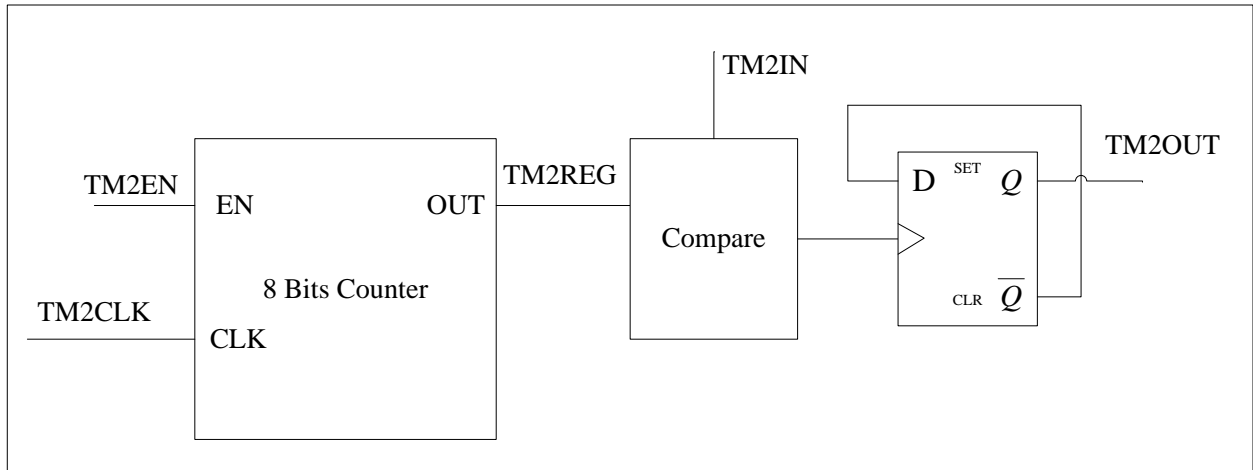 TM2EN
TM2CLK
EN
OUT
8 Bits Counter
CLK
TM2REG
TM2IN
Compare
D
SET
Q
CLR
Q̅
TM2OUT